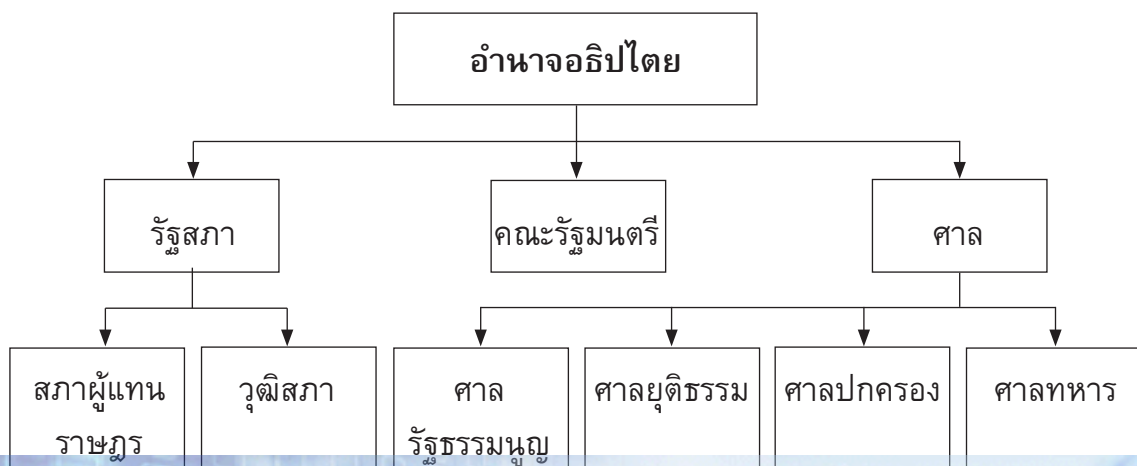 อำนาจอธิปไตย
รัฐสภา
คณะรัฐมนตรี
ศาล
สภาผู้แทน
ราษฎร
วุฒิสภา
ศาล
รัฐธรรมนูญ
ศาลยุติธรรม
ศาลปกครอง
ศาลทหาร